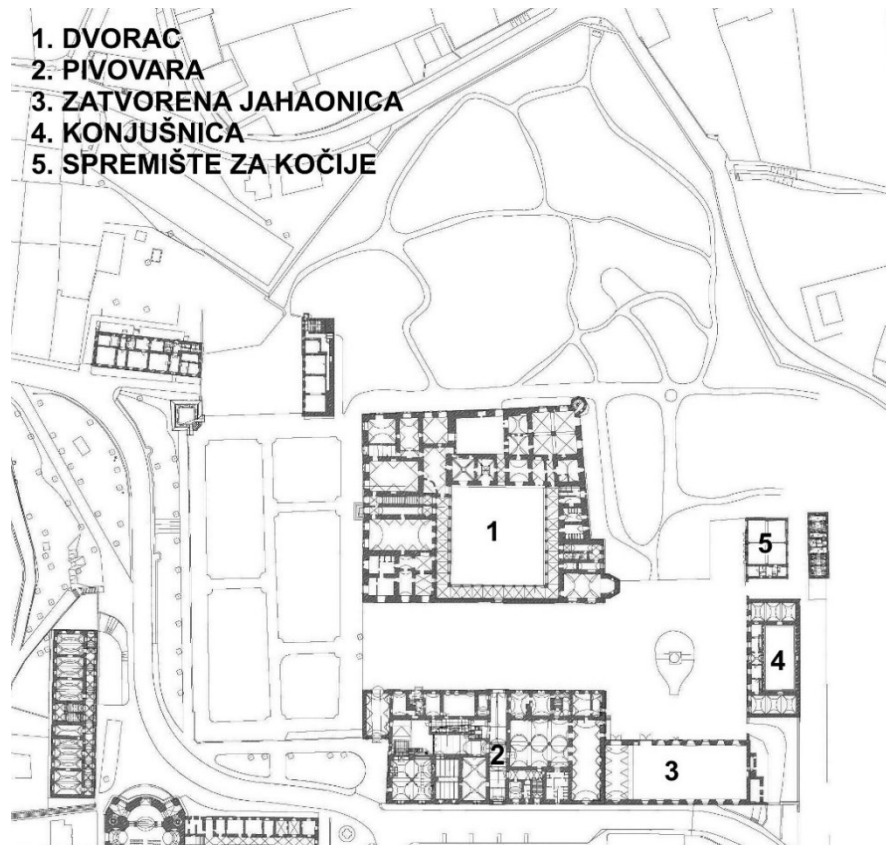 1. DVORAC
2. PIVOVARA
3. ZATVORENA JAHAONICA
4. KONJUŠNICA
5. SPREMIŠTE ZA KOČIJE
1
5
4
2
3